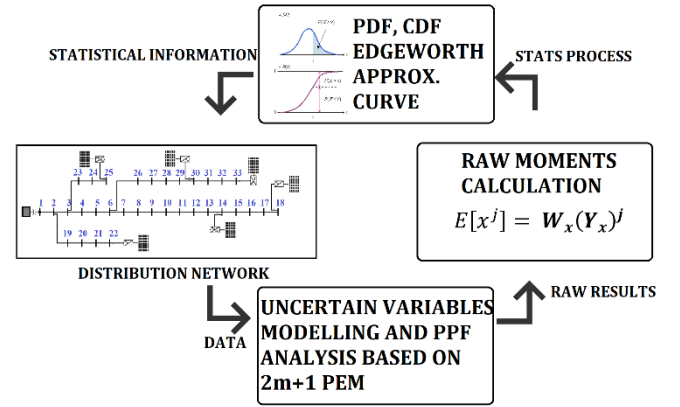 STATISTICAL INFORMATION
PDF, CDF
EDGEWORTH
APPROX.
CURVE
STATS PROCESS
RAW MOMENTS
CALCULATION
E[xʲ] = Wₓ(Yₓ)ʲ
23 24 25
26 27 28 29 30 31 32 33
1 2 3 4 5 6 7 8 9 10 11 12 13 14 15 16 17 18
19 20 21 22
DISTRIBUTION NETWORK
DATA
UNCERTAIN VARIABLES
MODELLING AND PPF
ANALYSIS BASED ON
2m+1 PEM
RAW RESULTS